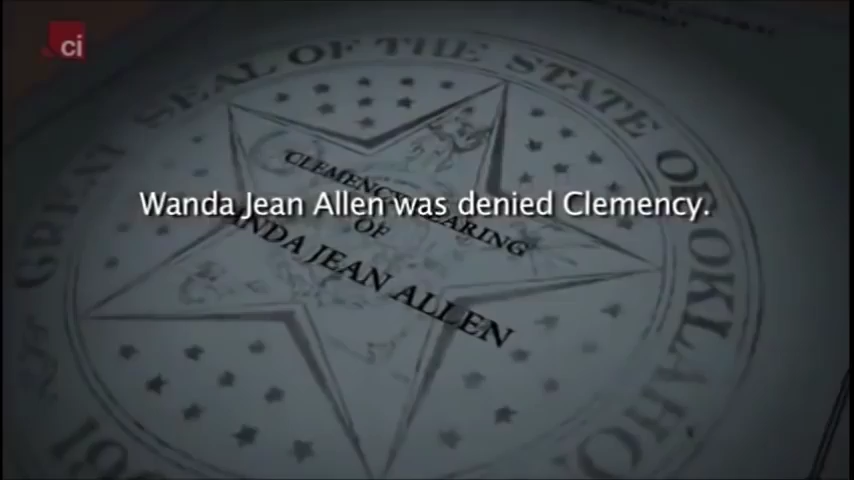 ci
GREAT SEAL OF THE STATE OF OKLAHO
CLEMENCY HEARING
Wanda Jean Allen was denied Clemency.
OF
WANDA JEAN ALLEN